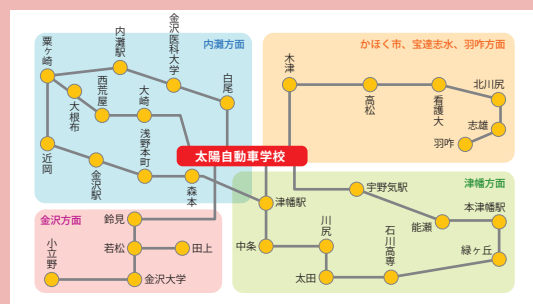 内灘方面
粟ヶ崎
内灘駅
金沢医科大学
白尾
大根布
西荒屋
大崎
近岡
金沢駅
浅野本町
森本
太陽自動車学校
かほく市、宝達志水、羽咋方面
木津
高松
看護大
北川尻
志雄
羽咋
金沢方面
鈴見
若松
田上
小立野
金沢大学
津幡方面
津幡駅
宇野気駅
能瀬
本津幡駅
緑ヶ丘
石川高専
太田
川尻
中条